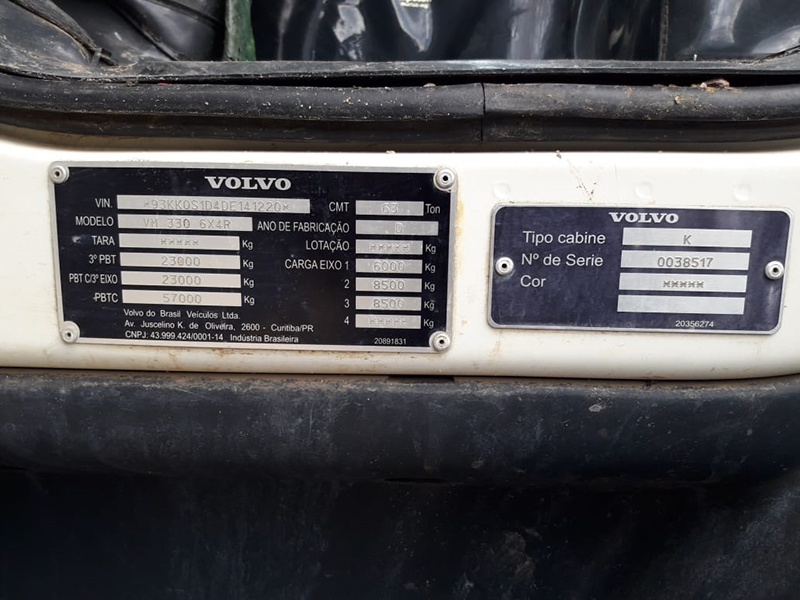 VOLVO
VIN. *93KK0S1D4DE141220* CMT 63 Ton
MODELO VM 330 6X4R ANO DE FABRICAÇÃO 0
TARA ***** Kg LOTAÇÃO ***** Kg
3º PBT 23000 Kg CARGA EIXO 1 6000 Kg
PBT C/3º EIXO 23000 Kg 2 8500 Kg
PBTC 57000 Kg 3 8500 Kg
4 ***** Kg
Volvo do Brasil Veículos Ltda.
Av. Juscelino K. de Oliveira, 2600 - Curitiba/PR
CNPJ: 43.999.424/0001-14 Indústria Brasileira 20891831
VOLVO
Tipo cabine K
Nº de Serie 0038517
Cor *****
20356274